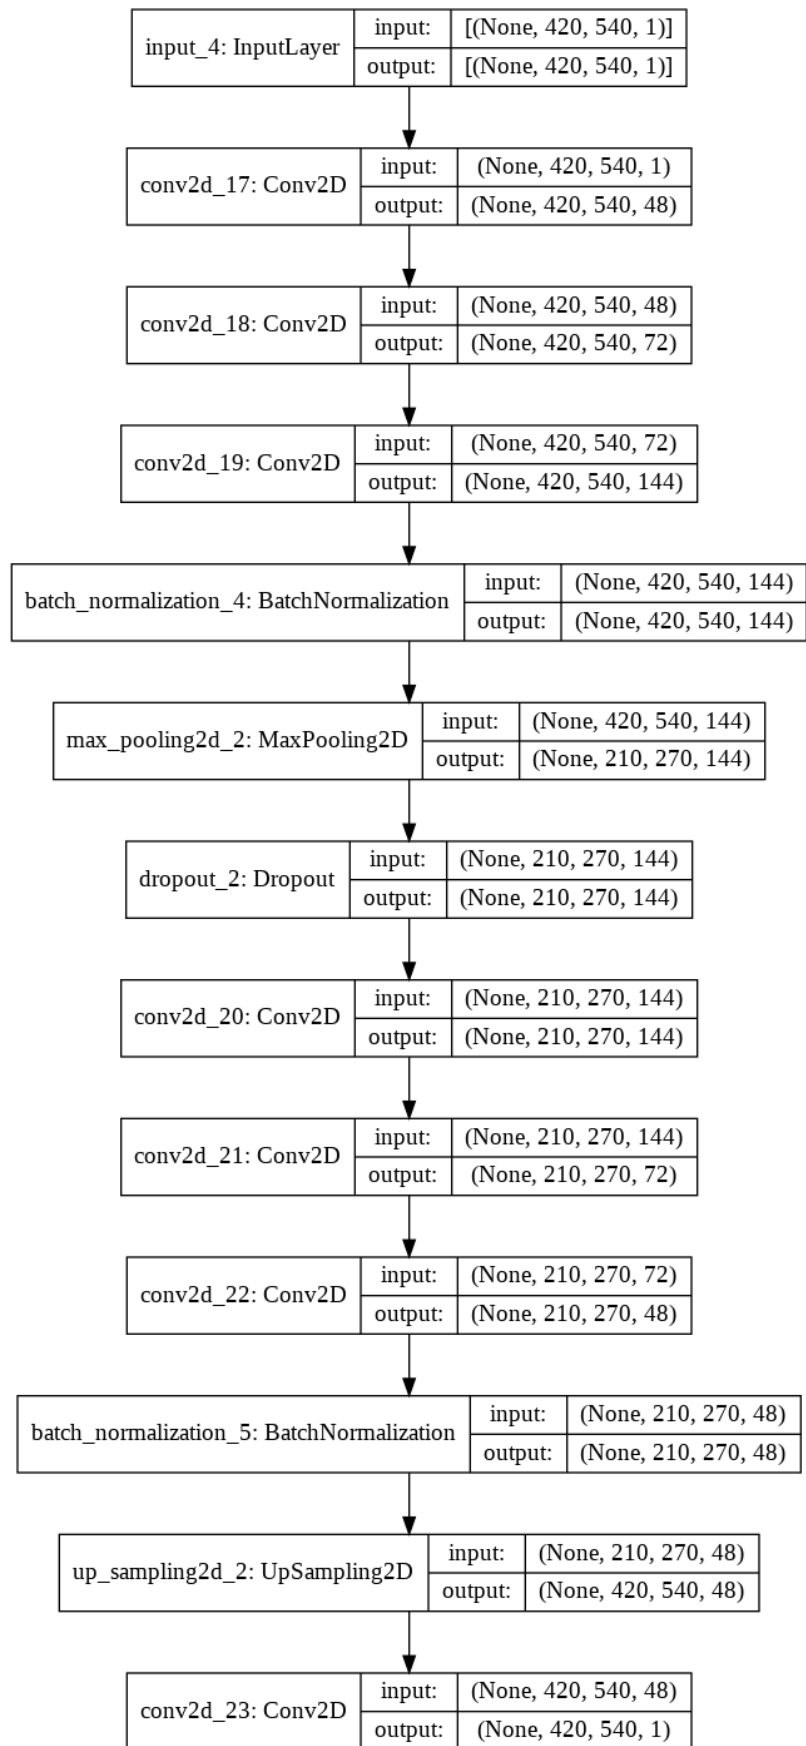 input_4: InputLayer
input: [(None, 420, 540, 1)]
output: [(None, 420, 540, 1)]
conv2d_17: Conv2D
input: (None, 420, 540, 1)
output: (None, 420, 540, 48)
conv2d_18: Conv2D
input: (None, 420, 540, 48)
output: (None, 420, 540, 72)
conv2d_19: Conv2D
input: (None, 420, 540, 72)
output: (None, 420, 540, 144)
batch_normalization_4: BatchNormalization
input: (None, 420, 540, 144)
output: (None, 420, 540, 144)
max_pooling2d_2: MaxPooling2D
input: (None, 420, 540, 144)
output: (None, 210, 270, 144)
dropout_2: Dropout
input: (None, 210, 270, 144)
output: (None, 210, 270, 144)
conv2d_20: Conv2D
input: (None, 210, 270, 144)
output: (None, 210, 270, 144)
conv2d_21: Conv2D
input: (None, 210, 270, 144)
output: (None, 210, 270, 72)
conv2d_22: Conv2D
input: (None, 210, 270, 72)
output: (None, 210, 270, 48)
batch_normalization_5: BatchNormalization
input: (None, 210, 270, 48)
output: (None, 210, 270, 48)
up_sampling2d_2: UpSampling2D
input: (None, 210, 270, 48)
output: (None, 420, 540, 48)
conv2d_23: Conv2D
input: (None, 420, 540, 48)
output: (None, 420, 540, 1)